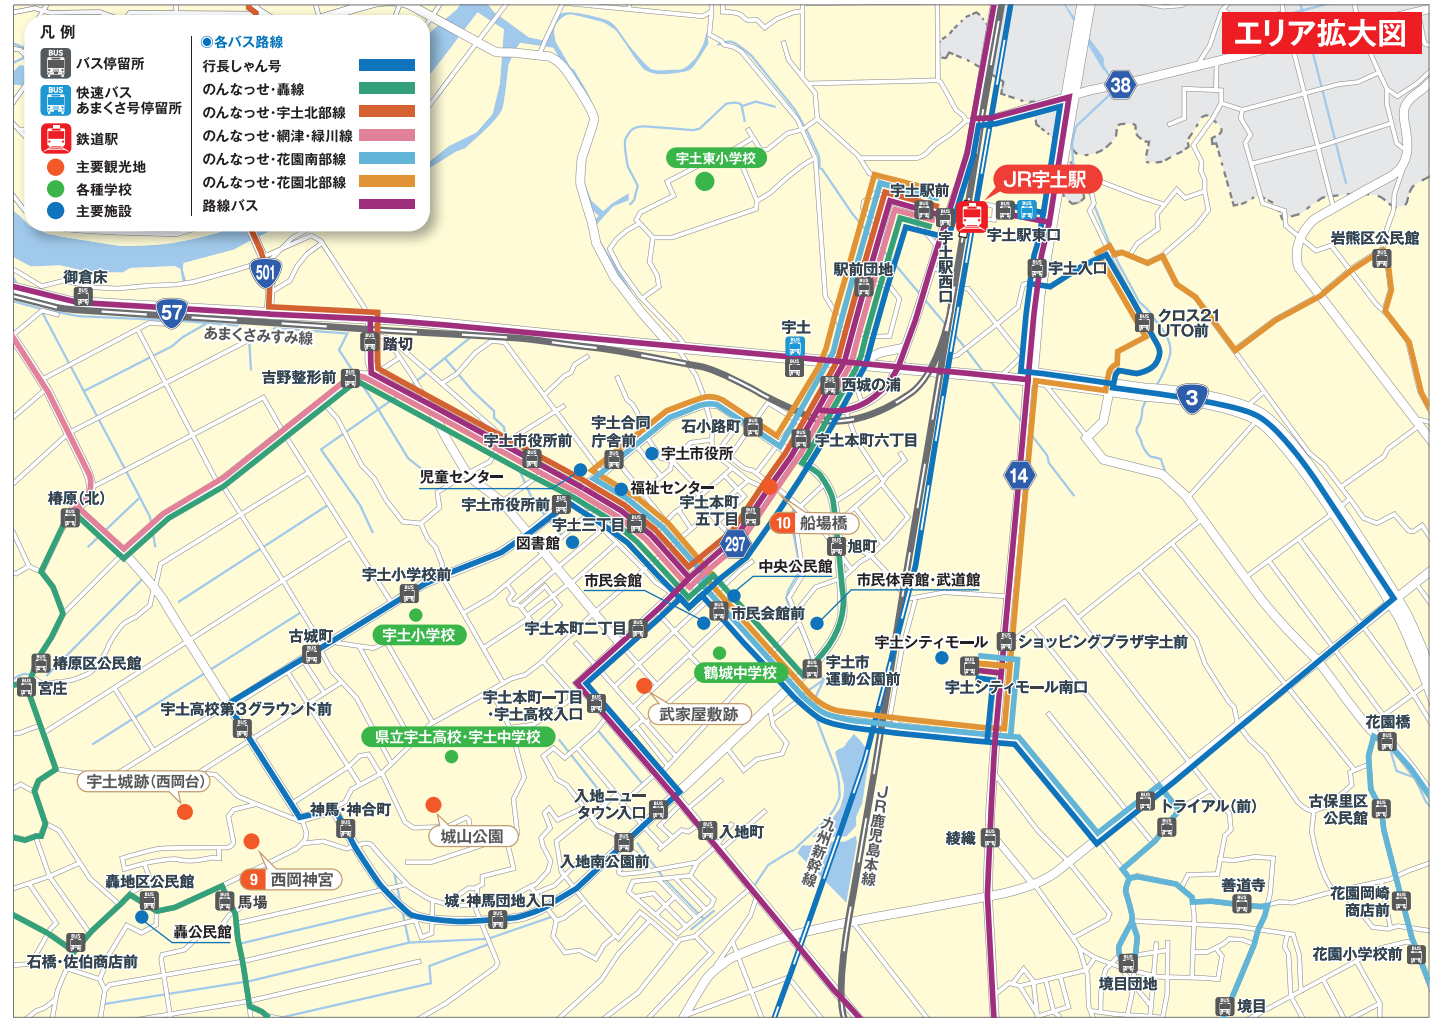 エリア拡大図
凡 例
BUS
バス停留所
BUS
快速バス
あまくさ号停留所
鉄道駅
主要観光地
各種学校
主要施設
◉各バス路線
行長しゃん号
のんなっせ・轟線
のんなっせ・宇土北部線
のんなっせ・網津・緑川線
のんなっせ・花園南部線
のんなっせ・花園北部線
路線バス
38
宇土東小学校
JR宇土駅
宇土駅前
宇土駅東口
宇土駅西口
岩熊区公民館
501
御倉床
57
あまくさみすみ線
駅前団地
宇土入口
クロス21
UTO前
宇土
踏切
吉野整形前
西城の浦
3
宇土合同
庁舎前
石小路町
宇土本町六丁目
宇土市役所前
宇土市役所
児童センター
福祉センター
14
椿原(北)
宇土市役所前
宇土三丁目
宇土本町
五丁目
10 船場橋
図書館
297
旭町
宇土小学校前
市民会館
中央公民館
市民体育館・武道館
宇土小学校
市民会館前
古城町
宇土本町二丁目
宇土シティモール
ショッピングプラザ宇土前
椿原区公民館
宮庄
鶴城中学校
宇土市
運動公園前
宇土シティモール南口
宇土高校第3グラウンド前
宇土本町一丁目
・宇土高校入口
武家屋敷跡
花園橋
県立宇土高校・宇土中学校
宇土城跡(西岡台)
神馬・神合町
入地ニュー
タウン入口
トライアル(前)
古保里区
公民館
城山公園
入地町
綾織
九州新幹線
JR鹿児島本線
入地南公園前
9 西岡神宮
轟地区公民館
馬場
城・神馬団地入口
善道寺
花園岡崎
商店前
轟公民館
石橋・佐伯商店前
花園小学校前
境目団地
境目